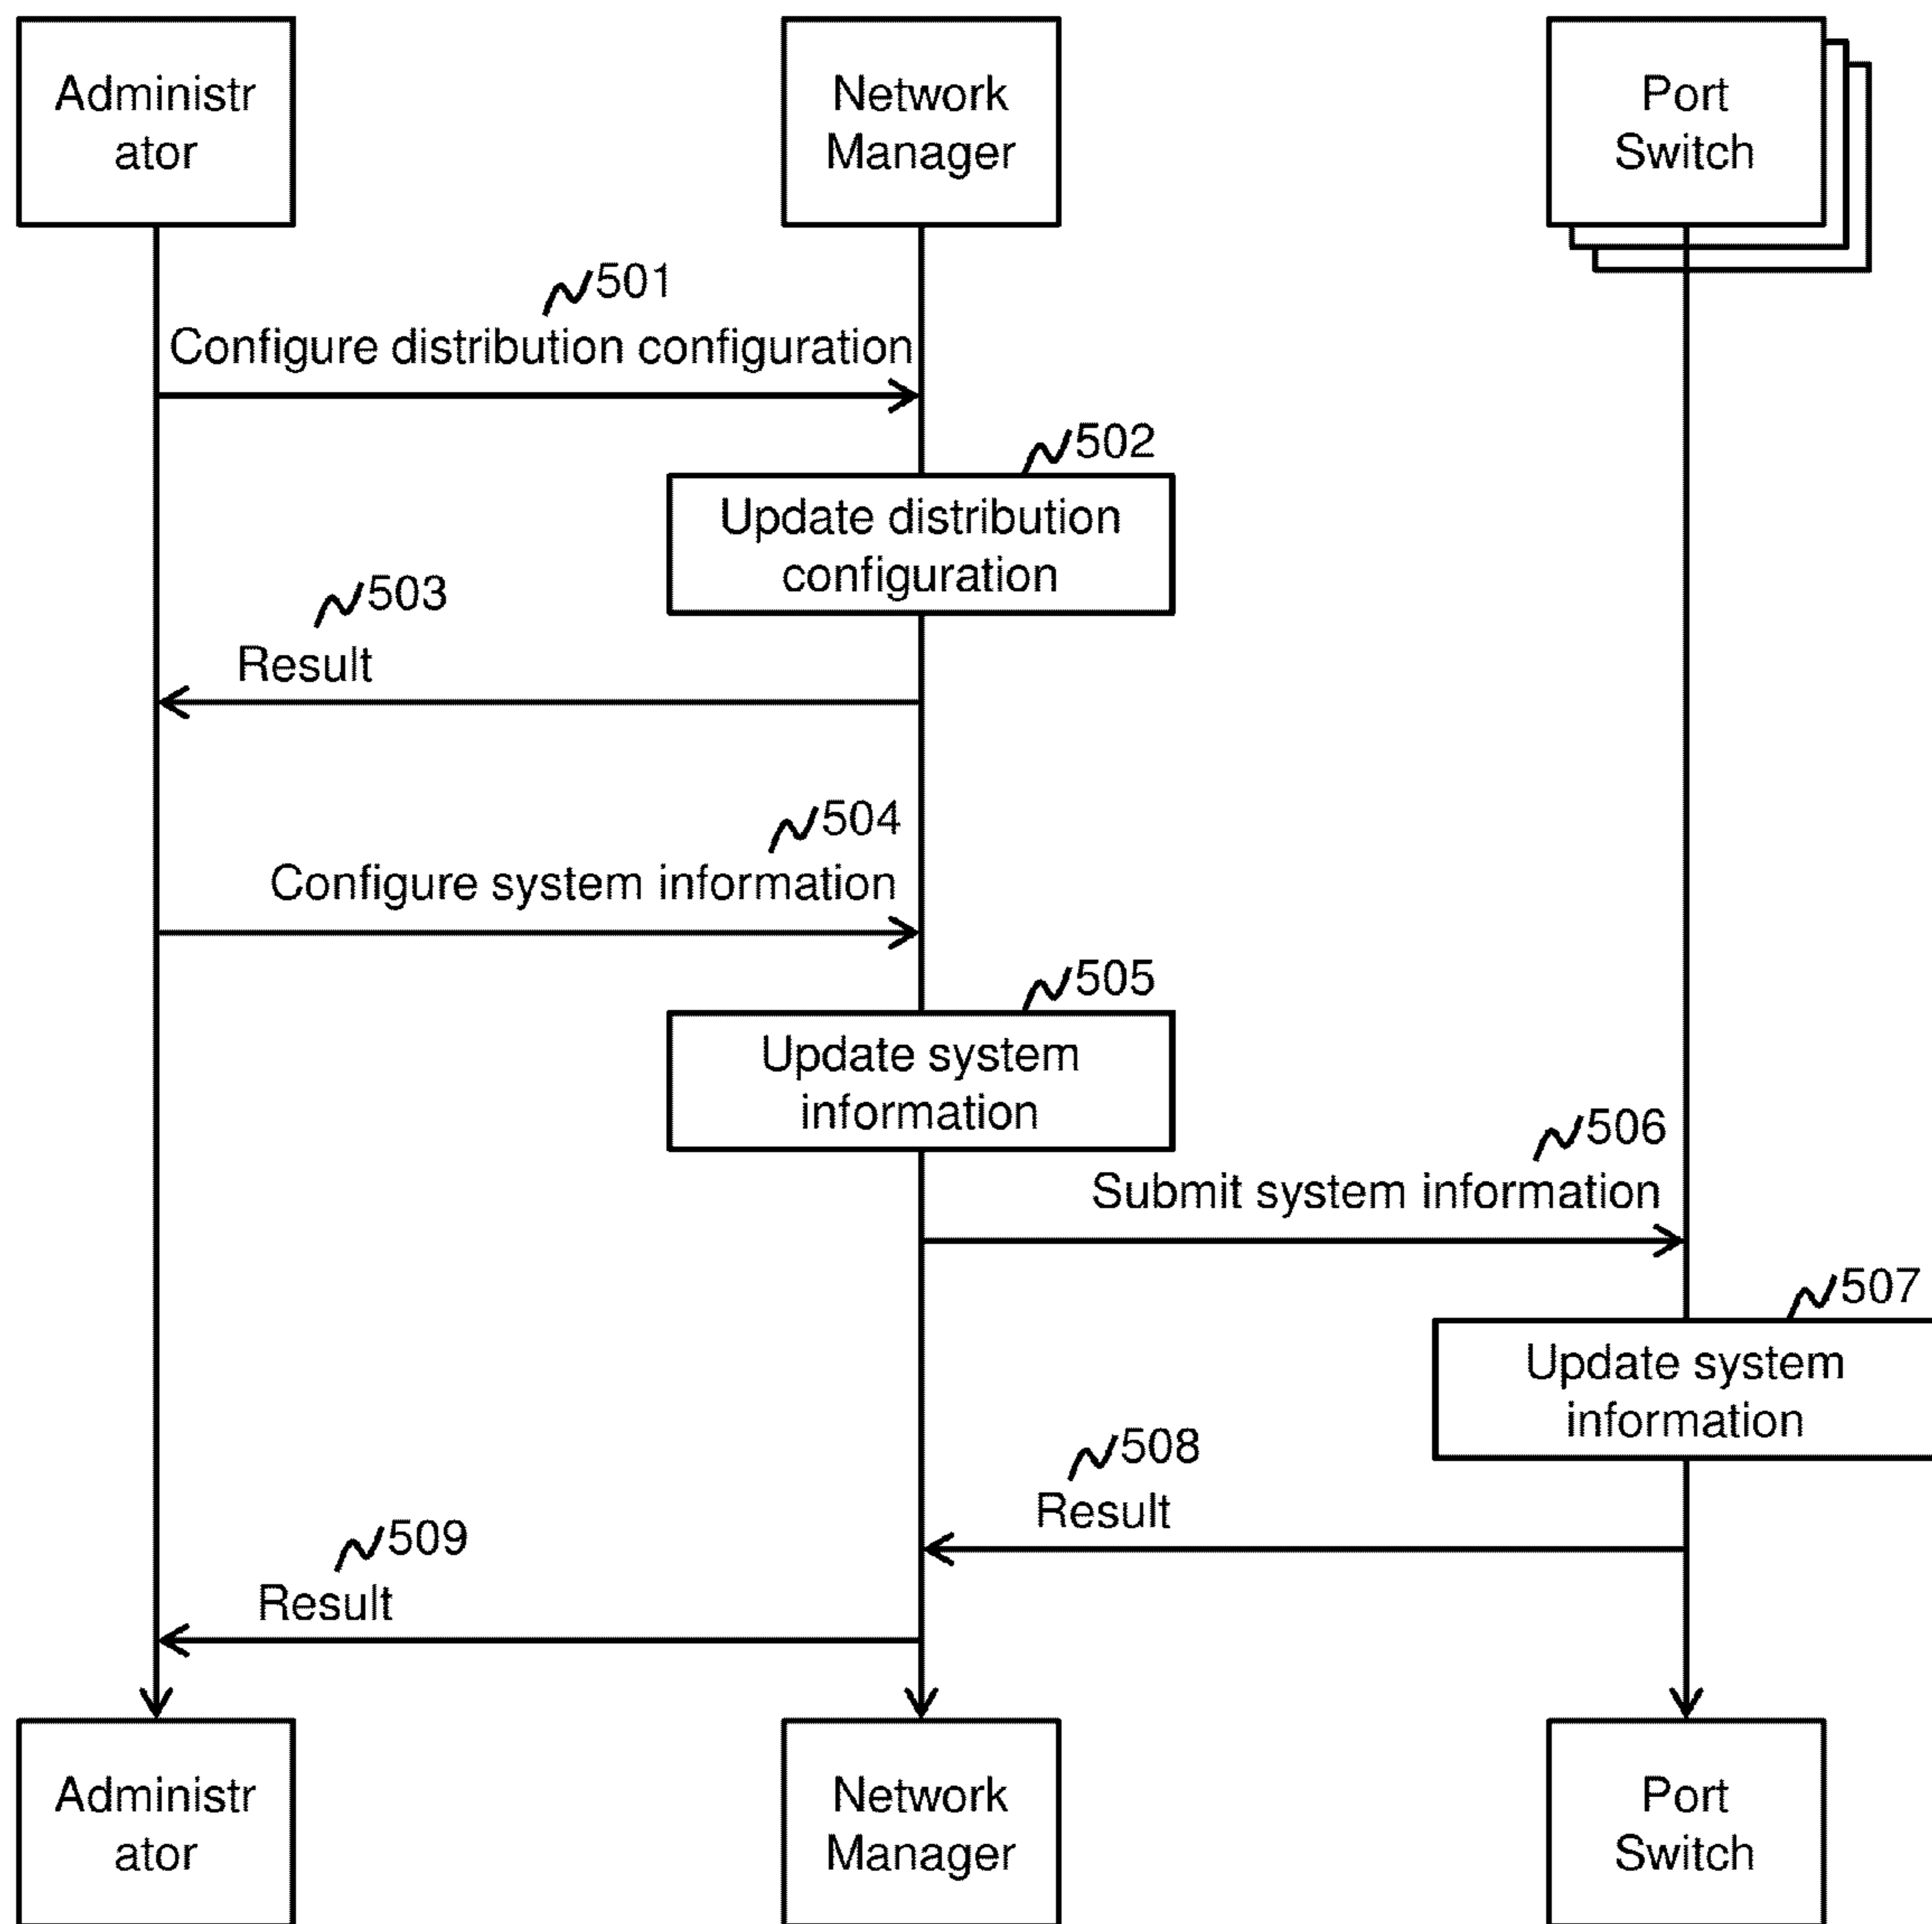 Administr
ator
Network
Manager
Port
Switch
501
Configure distribution configuration
502
Update distribution
configuration
503
Result
504
Configure system information
505
Update system
information
506
Submit system information
507
Update system
information
508
Result
509
Result
Administr
ator
Network
Manager
Port
Switch